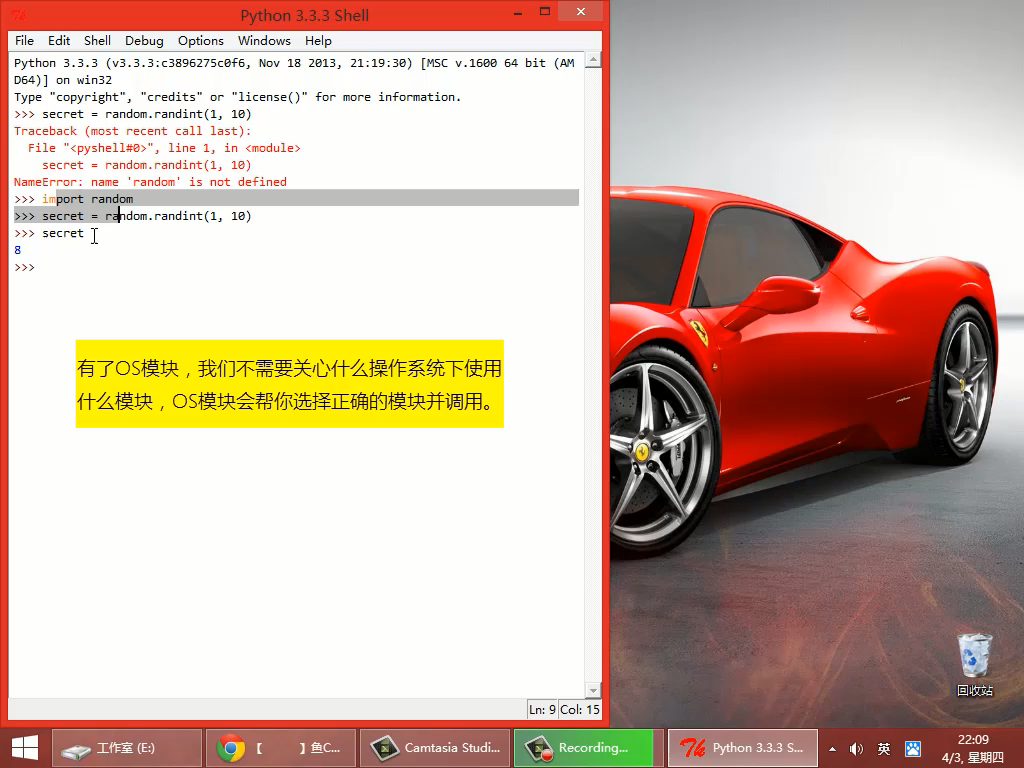 Python 3.3.3 Shell
File Edit Shell Debug Options Windows Help
Python 3.3.3 (v3.3.3:c3896275c0f6, Nov 18 2013, 21:19:30) [MSC v.1600 64 bit (AM
D64)] on win32
Type "copyright", "credits" or "license()" for more information.
>>> secret = random.randint(1, 10)
Traceback (most recent call last):
  File "<pyshell#0>", line 1, in <module>
    secret = random.randint(1, 10)
NameError: name 'random' is not defined
>>> import random
>>> secret = random.randint(1, 10)
>>> secret
8
>>>
有了OS模块，我们不需要关心什么操作系统下使用
什么模块，OS模块会帮你选择正确的模块并调用。
Ln: 9 Col: 15
回收站
工作室 (E:)
【 】鱼C...
Camtasia Studi...
Recording...
Python 3.3.3 S...
英
22:09
4/3, 星期四